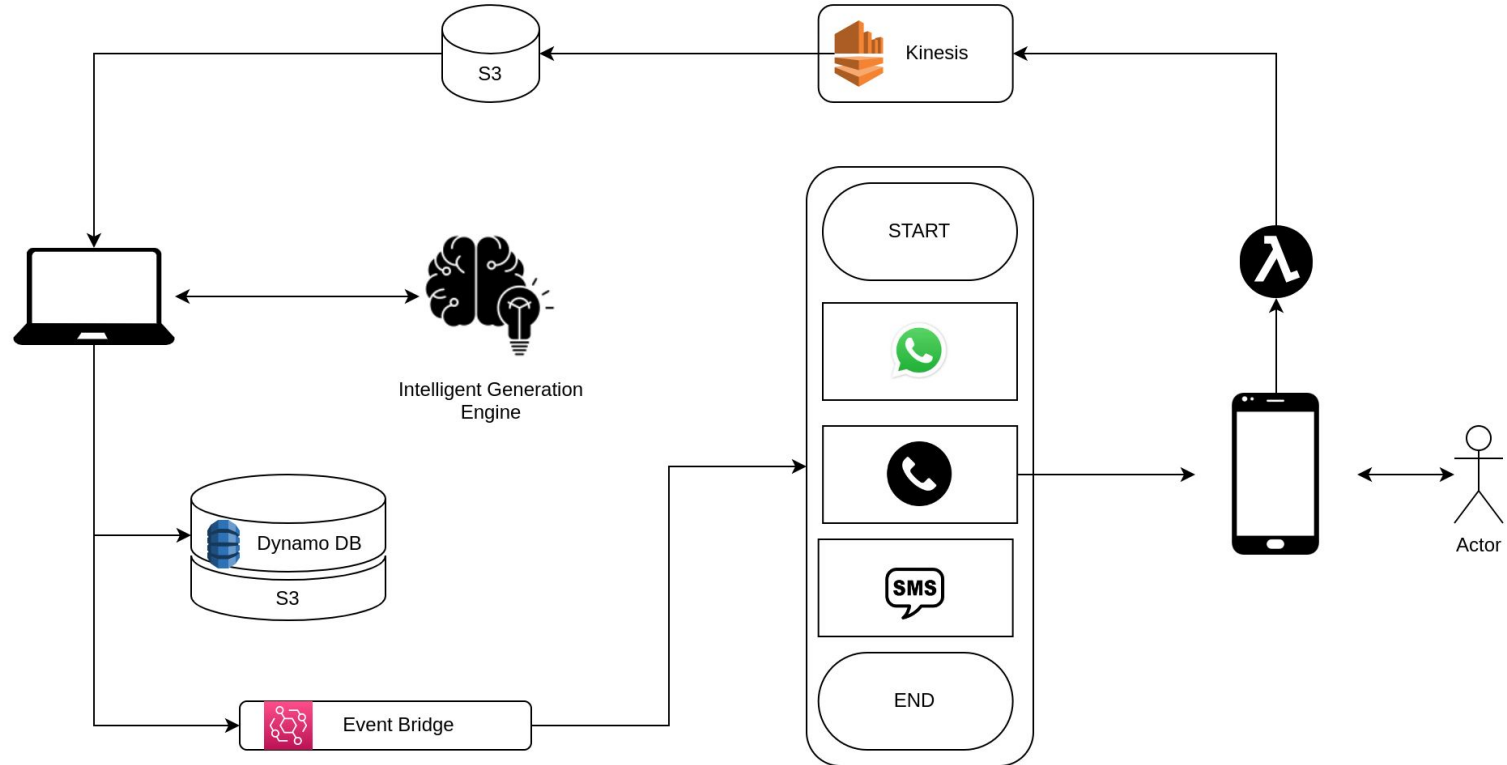 S3
Kinesis
START
Intelligent Generation
Engine
Dynamo DB
S3
SMS
Actor
END
Event Bridge